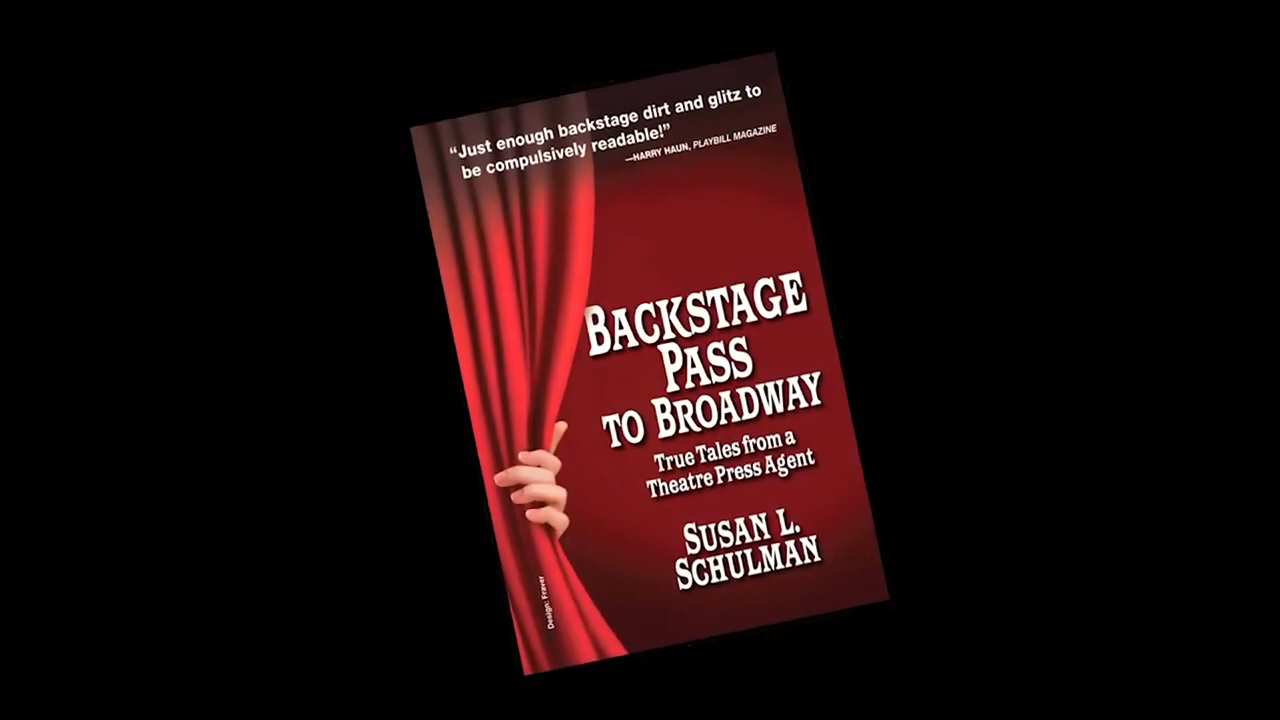 “Just enough backstage dirt and glitz to
be compulsively readable!”
—HARRY HAUN, PLAYBILL MAGAZINE
BACKSTAGE
PASS
TO BROADWAY
True Tales from a
Theatre Press Agent
SUSAN L.
SCHULMAN
Design: Fraver